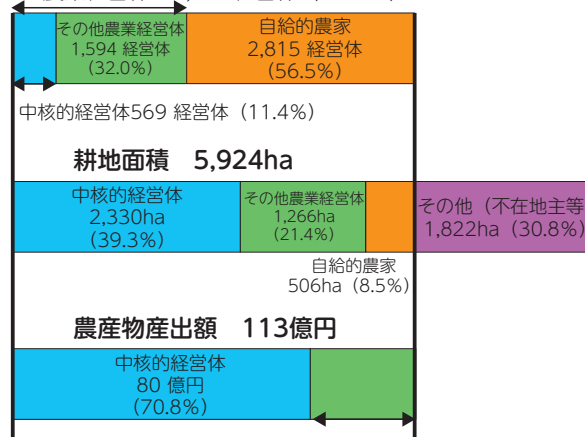 その他農業経営体
1,594 経営体
(32.0%)
自給的農家
2,815 経営体
(56.5%)
中核的経営体569 経営体（11.4%）
耕地面積　5,924ha
中核的経営体
2,330ha
(39.3%)
その他農業経営体
1,266ha
(21.4%)
その他（不在地主等
1,822ha（30.8%）
自給的農家
506ha（8.5%）
農産物産出額　113億円
中核的経営体
80 億円
(70.8%)